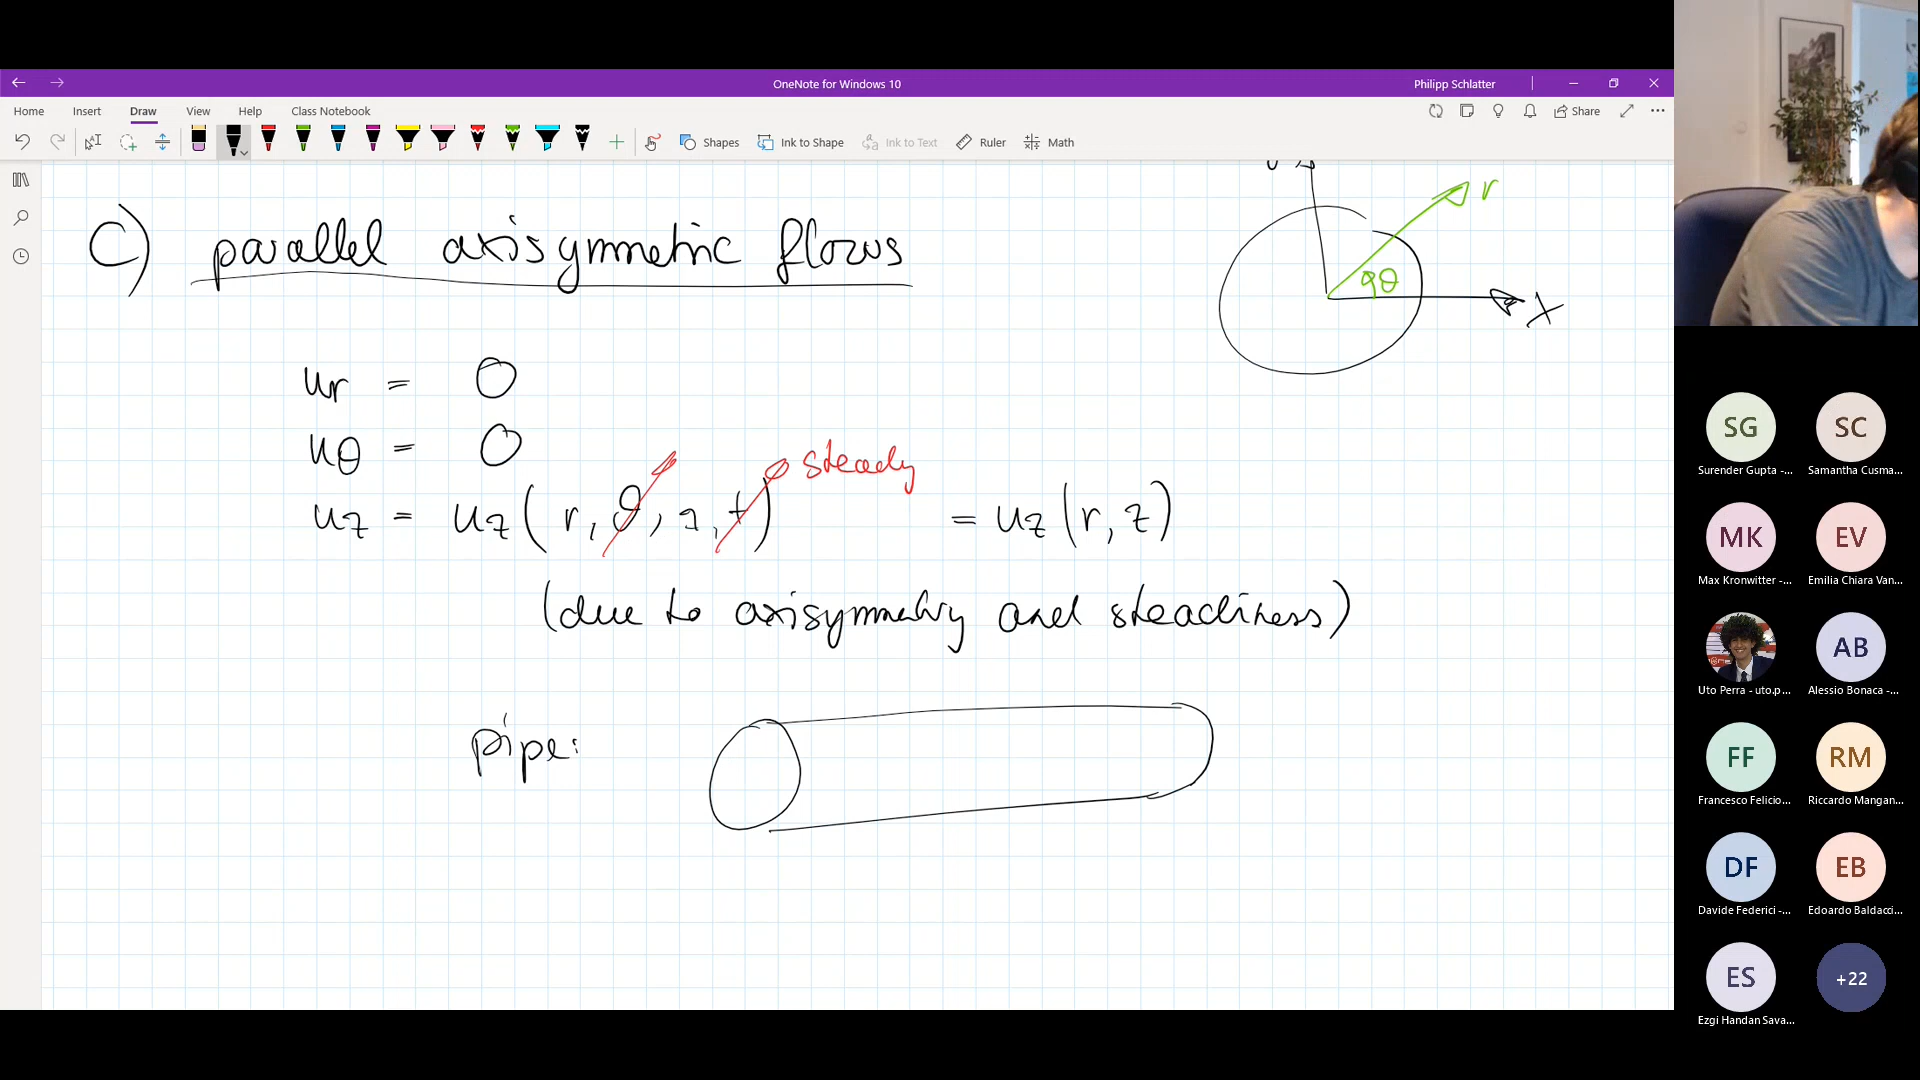 OneNote for Windows 10
Philipp Schlatter
Home Insert Draw View Help Class Notebook
Share
Shapes Ink to Shape Ink to Text Ruler Math
C) parallel axisymmetric flows
r
θ
x
ur = 0
uθ = 0
steady
uz = uz(r, θ, z, t) = uz(r, z)
(due to axisymmetry and steadiness)
pipe:
SG SC
Surender Gupta -... Samantha Cusma...
MK EV
Max Kronwitter -... Emilia Chiara Van...
AB
Uto Perra - uto.p... Alessio Bonaca -...
FF RM
Francesco Felicio... Riccardo Mangan...
DF EB
Davide Federici -... Edoardo Baldacci...
ES +22
Ezgi Handan Sava...